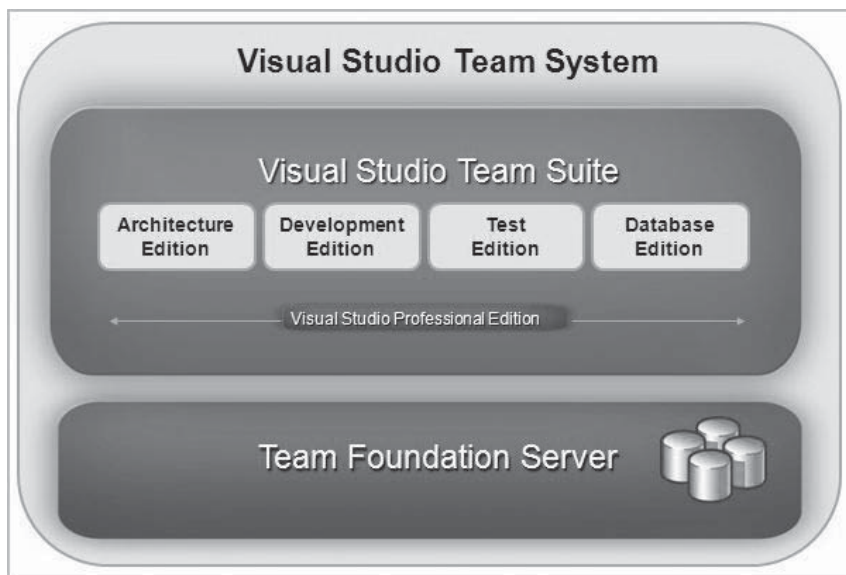 Visual Studio Team System
Visual Studio Team Suite
Architecture
Edition
Development
Edition
Test
Edition
Database
Edition
Visual Studio Professional Edition
Team Foundation Server